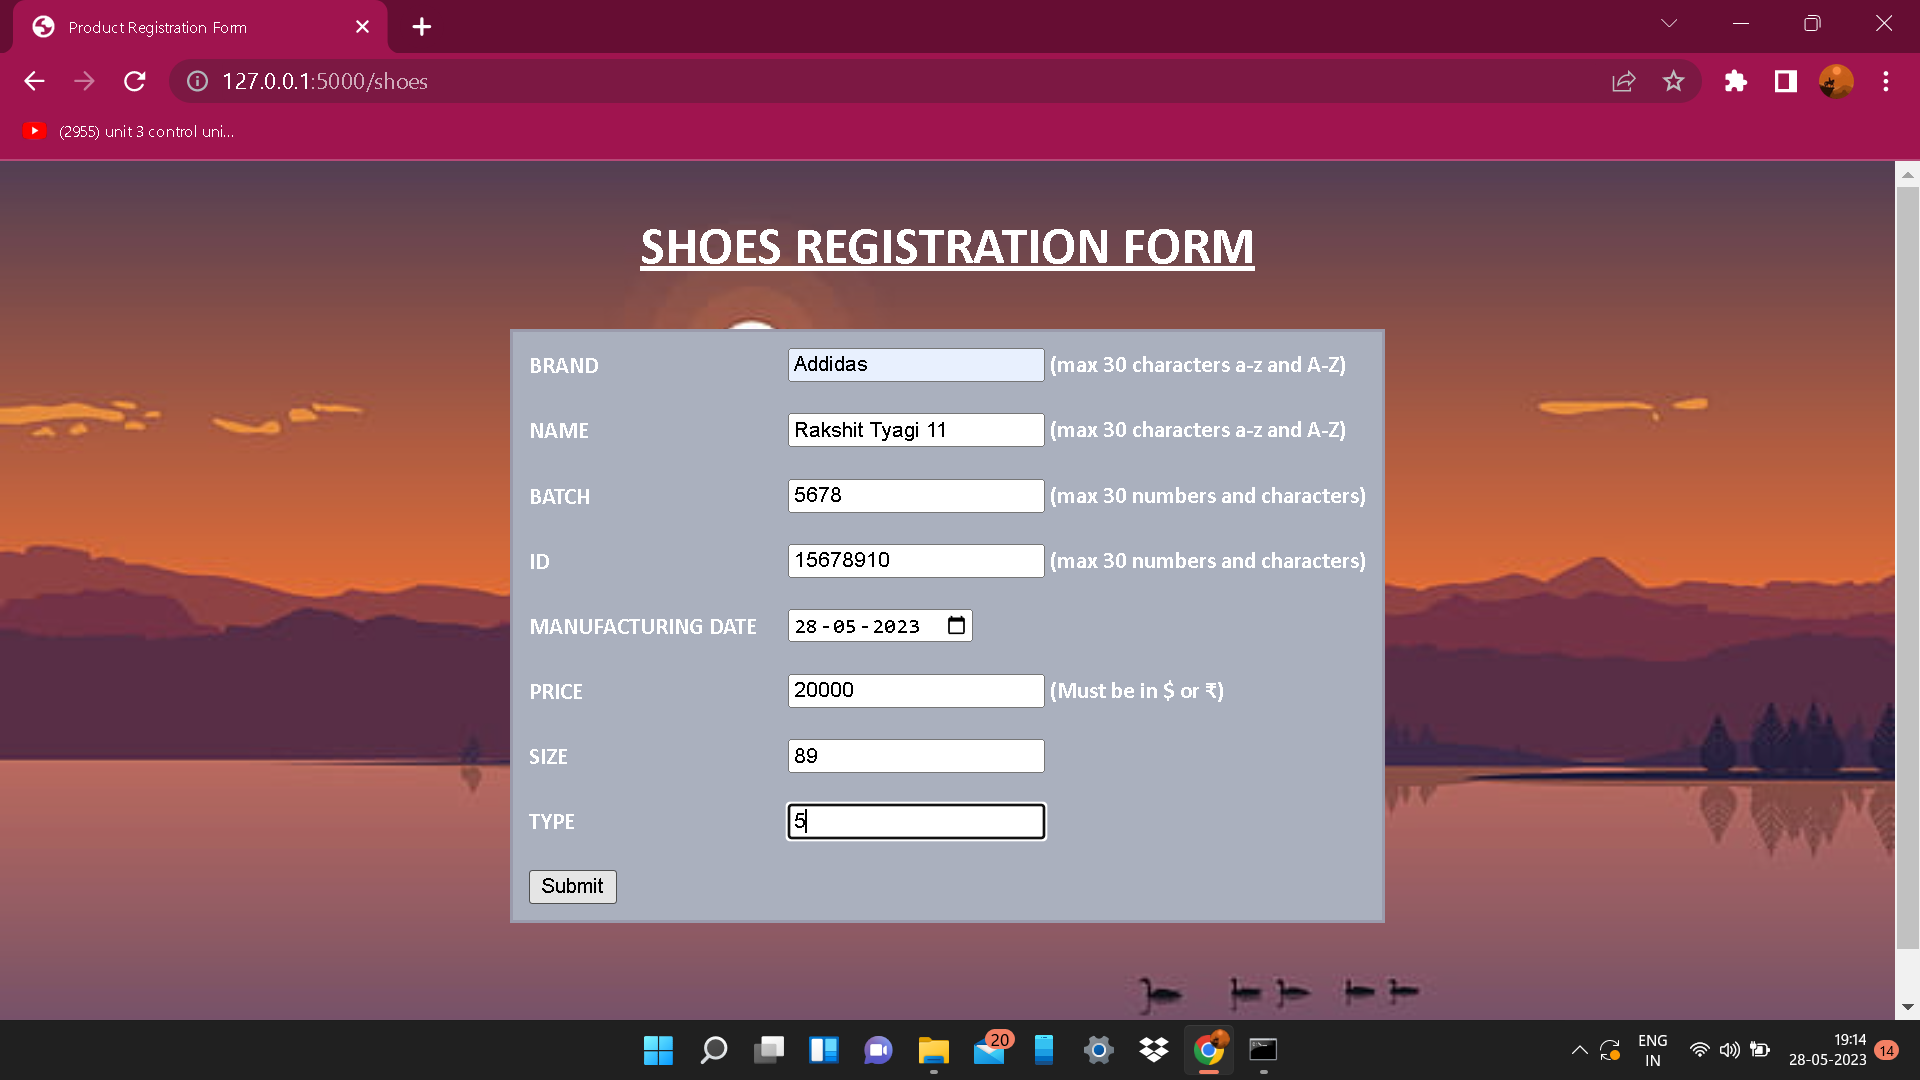 Product Registration Form
127.0.0.1:5000/shoes
(2955) unit 3 control uni...
SHOES REGISTRATION FORM
BRAND Addidas (max 30 characters a-z and A-Z)
NAME Rakshit Tyagi 11 (max 30 characters a-z and A-Z)
BATCH 5678 (max 30 numbers and characters)
ID 15678910 (max 30 numbers and characters)
MANUFACTURING DATE 28-05-2023
PRICE 20000 (Must be in $ or ₹)
SIZE 89
TYPE 5
Submit
20
ENG
IN
19:14
28-05-2023
14